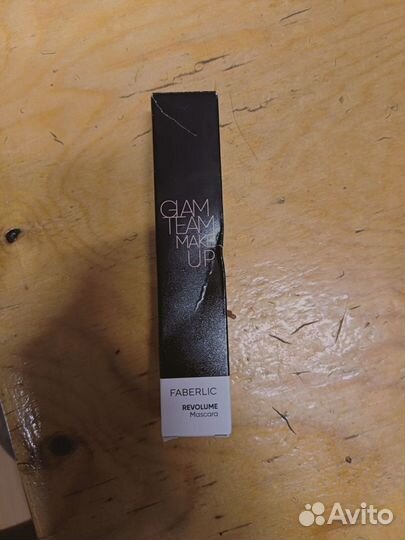 GLAM
TEAM
MAKE
UP
FABERLIC
REVOLUME
Mascara
Avito